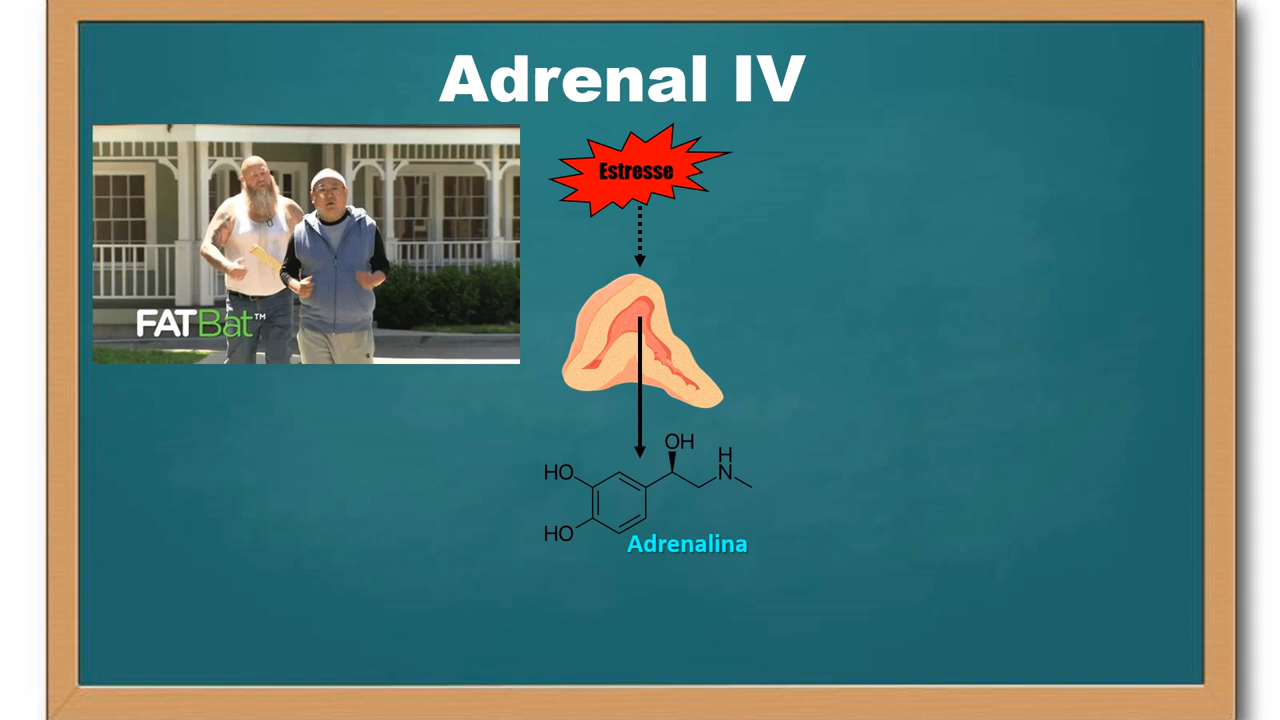 Adrenal IV
Estresse
FATBat™
OH
H
N
HO
HO
Adrenalina